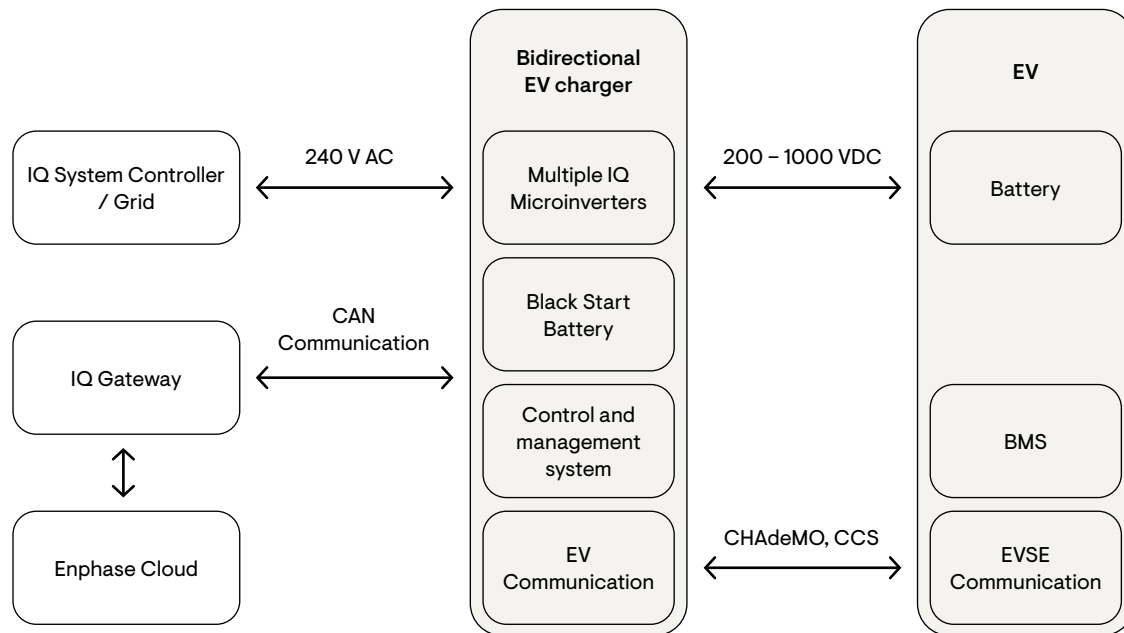 Bidirectional
EV charger
EV
IQ System Controller
/ Grid
240 V AC
Multiple IQ
Microinverters
200 – 1000 VDC
Battery
Black Start
Battery
CAN
Communication
IQ Gateway
Control and
management
system
BMS
Enphase Cloud
EV
Communication
CHAdeMO, CCS
EVSE
Communication